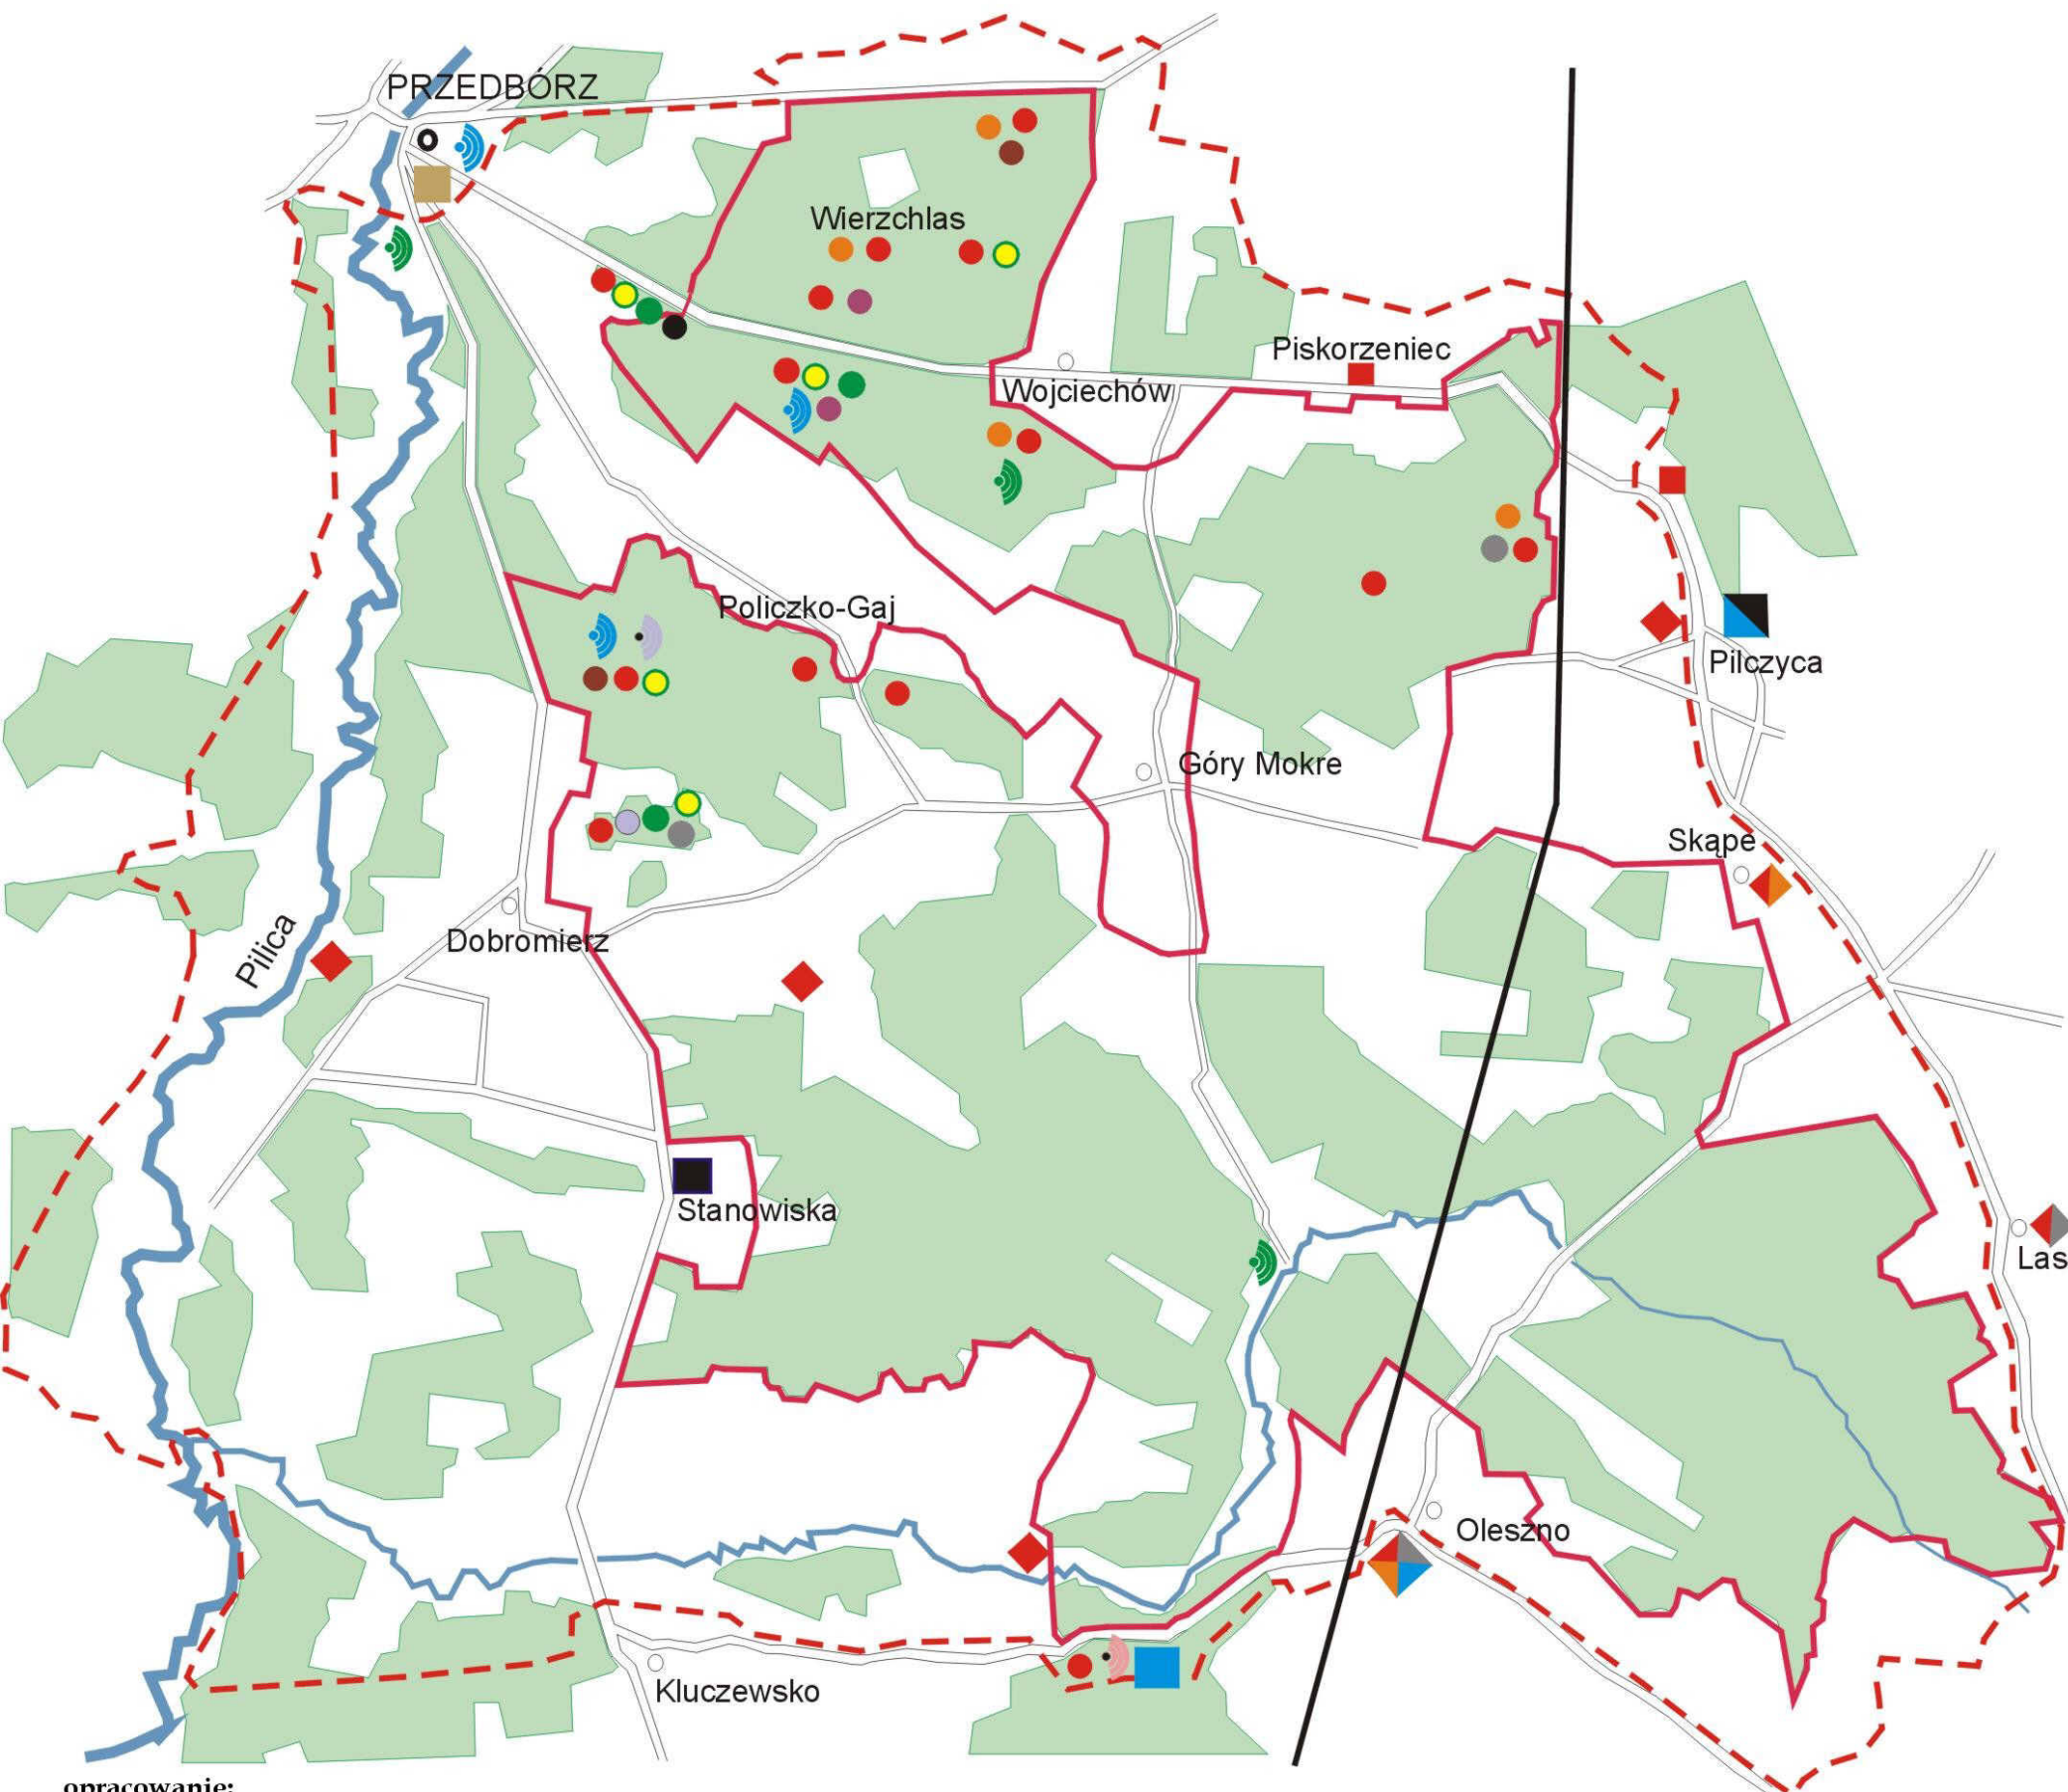 PRZEDBÓRZ
Wierzchlas
Piskorzeniec
Wojciechów
Policzko-Gaj
Pilczyca
Góry Mokre
Skąpe
Dobromierz
Pilica
Stanowiska
Las
Oleszno
Kluczewsko
opracowanie: